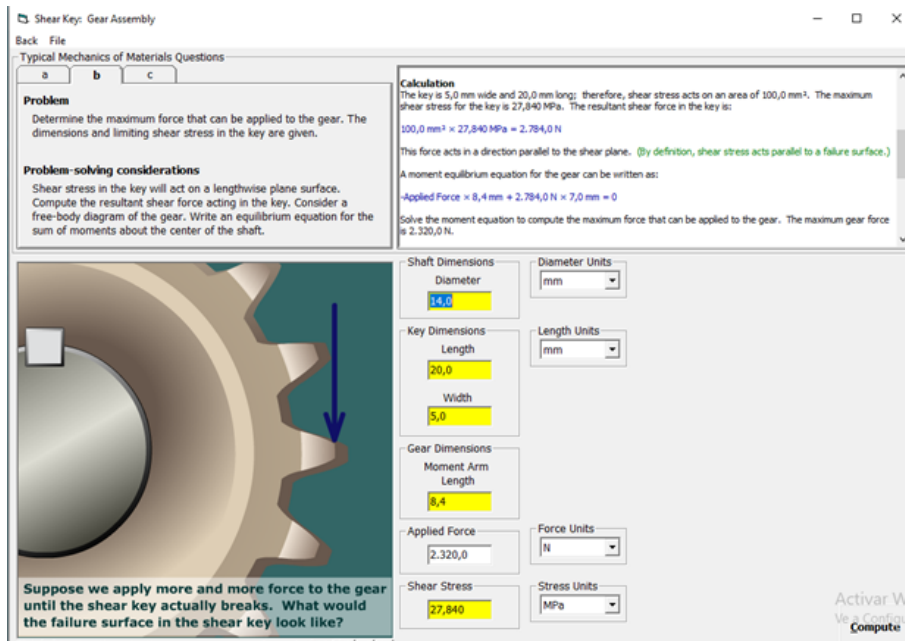 Shear Key: Gear Assembly
Back File
Typical Mechanics of Materials Questions
a b c
Problem
Determine the maximum force that can be applied to the gear. The
dimensions and limiting shear stress in the key are given.
Problem-solving considerations
Shear stress in the key will act on a lengthwise plane surface.
Compute the resultant shear force acting in the key. Consider a
free-body diagram of the gear. Write an equilibrium equation for the
sum of moments about the center of the shaft.
Calculation
The key is 5,0 mm wide and 20,0 mm long; therefore, shear stress acts on an area of 100,0 mm². The maximum
shear stress for the key is 27,840 MPa. The resultant shear force in the key is:
100,0 mm² × 27,840 MPa = 2.784,0 N
This force acts in a direction parallel to the shear plane. (By definition, shear stress acts parallel to a failure surface.)
A moment equilibrium equation for the gear can be written as:
-Applied Force × 8,4 mm + 2.784,0 N × 7,0 mm = 0
Solve the moment equation to compute the maximum force that can be applied to the gear. The maximum gear force
is 2.320,0 N.
Suppose we apply more and more force to the gear
until the shear key actually breaks. What would
the failure surface in the shear key look like?
Shaft Dimensions
Diameter
14,0
Diameter Units
mm
Key Dimensions
Length
20,0
Width
5,0
Length Units
mm
Gear Dimensions
Moment Arm
Length
8,4
Applied Force
2.320,0
Force Units
N
Shear Stress
27,840
Stress Units
MPa
Activar W
Ve a Configu
Compute